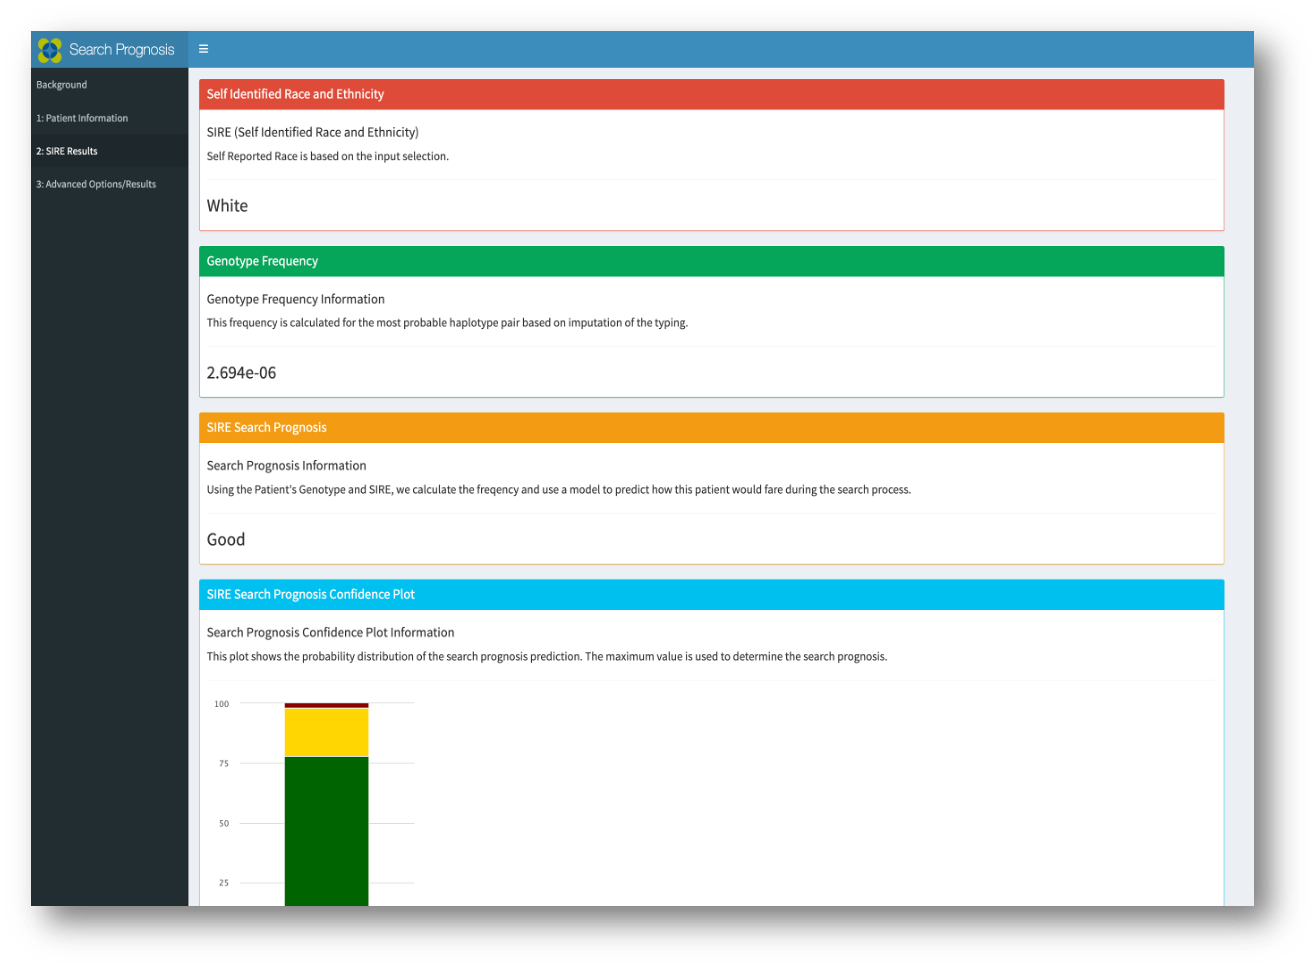 Search Prognosis
Background
1: Patient Information
2: SIRE Results
3: Advanced Options/Results
Self Identified Race and Ethnicity
SIRE (Self Identified Race and Ethnicity)
Self Reported Race is based on the input selection.
White
Genotype Frequency
Genotype Frequency Information
This frequency is calculated for the most probable haplotype pair based on imputation of the typing.
2.694e-06
SIRE Search Prognosis
Search Prognosis Information
Using the Patient's Genotype and SIRE, we calculate the freqency and use a model to predict how this patient would fare during the search process.
Good
SIRE Search Prognosis Confidence Plot
Search Prognosis Confidence Plot Information
This plot shows the probability distribution of the search prognosis prediction. The maximum value is used to determine the search prognosis.
100
75
50
25